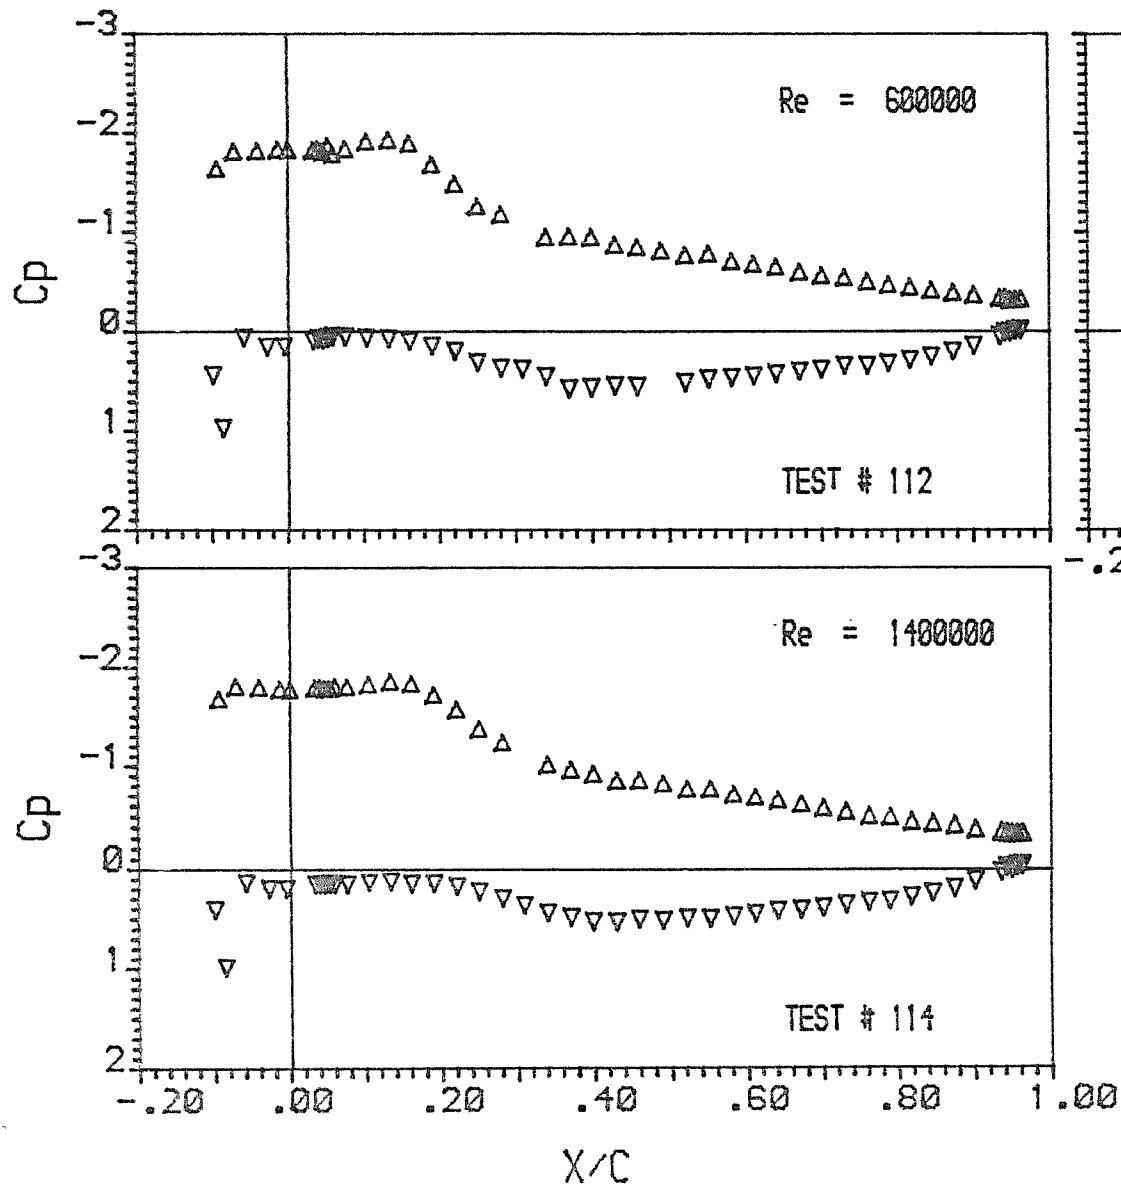 -3
Re = 600000
-2
-1
Cp
0
1
TEST # 112
2
-3
-.2
Re = 1400000
-2
-1
Cp
0
1
TEST # 114
2
-.20 .00 .20 .40 .60 .80 1.00
X/C